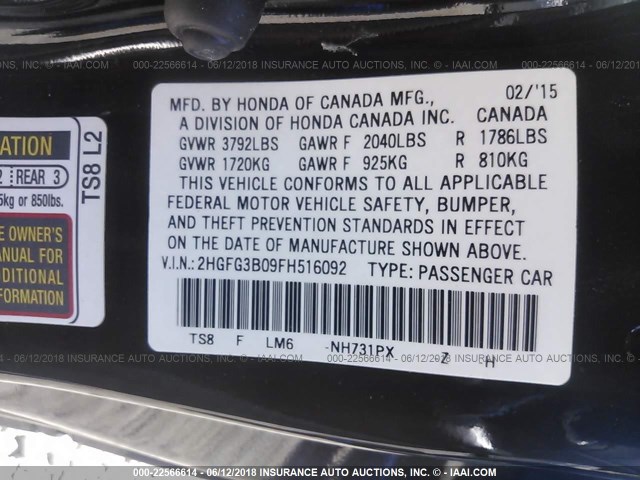 000-22566614 - 06/12/2018 INSURANCE AUTO AUCTIONS, INC. - © IAAI.COM
02/'15
MFD. BY HONDA OF CANADA MFG.,
A DIVISION OF HONDA CANADA INC. CANADA
GVWR 3792LBS GAWR F 2040LBS R 1786LBS
GVWR 1720KG GAWR F 925KG R 810KG
THIS VEHICLE CONFORMS TO ALL APPLICABLE
FEDERAL MOTOR VEHICLE SAFETY, BUMPER,
AND THEFT PREVENTION STANDARDS IN EFFECT
ON THE DATE OF MANUFACTURE SHOWN ABOVE.
V.I.N.: 2HGFG3B09FH516092 TYPE: PASSENGER CAR
TS8 F LM6 -NH731PX Z H
ATION
2 REAR 3
5kg or 850lbs.
E OWNER'S
MANUAL FOR
DDITIONAL
FORMATION
TS8 L2
000-22566614 - 06/12/2018 INSURANCE AUTO AUCTIONS, INC. - © IAAI.COM
000-22566614 - 06/12/2018 INSURANCE AUTO AUCTIONS, INC. - © IAAI.COM